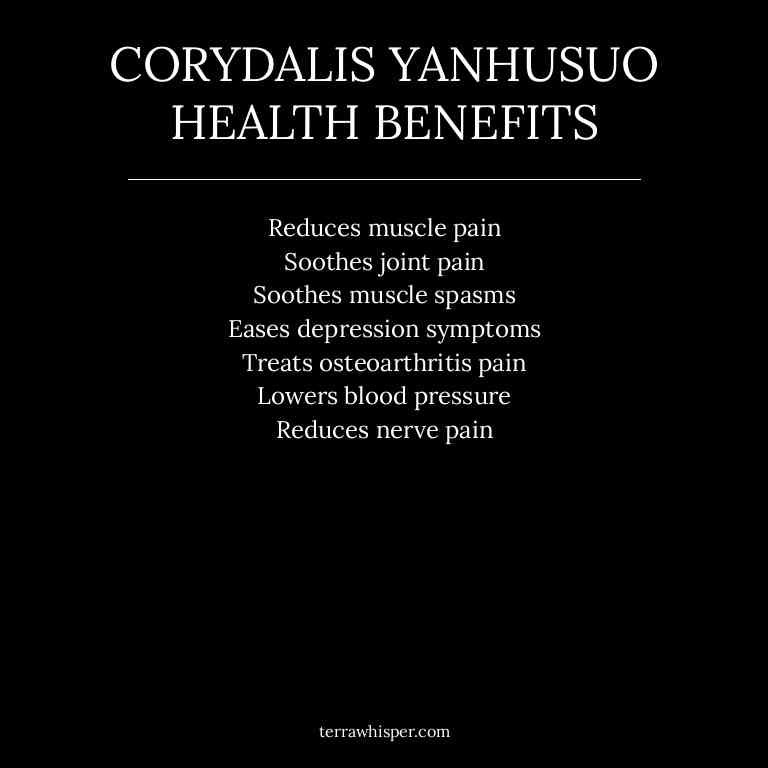 CORYDALIS YANHUSUO
HEALTH BENEFITS
Reduces muscle pain
Soothes joint pain
Soothes muscle spasms
Eases depression symptoms
Treats osteoarthritis pain
Lowers blood pressure
Reduces nerve pain
terrawhisper.com